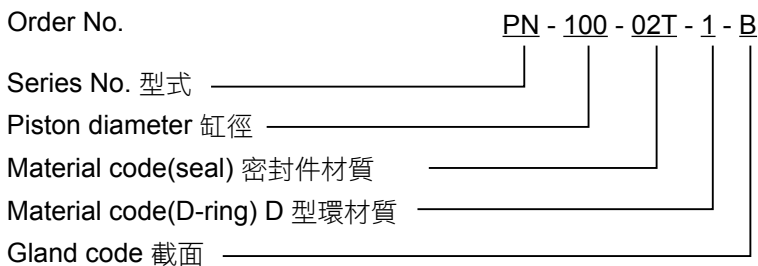 Order No. PN - 100 - 02T - 1 - B
Series No. 型式
Piston diameter 缸徑
Material code(seal) 密封件材質
Material code(D-ring) D 型環材質
Gland code 截面